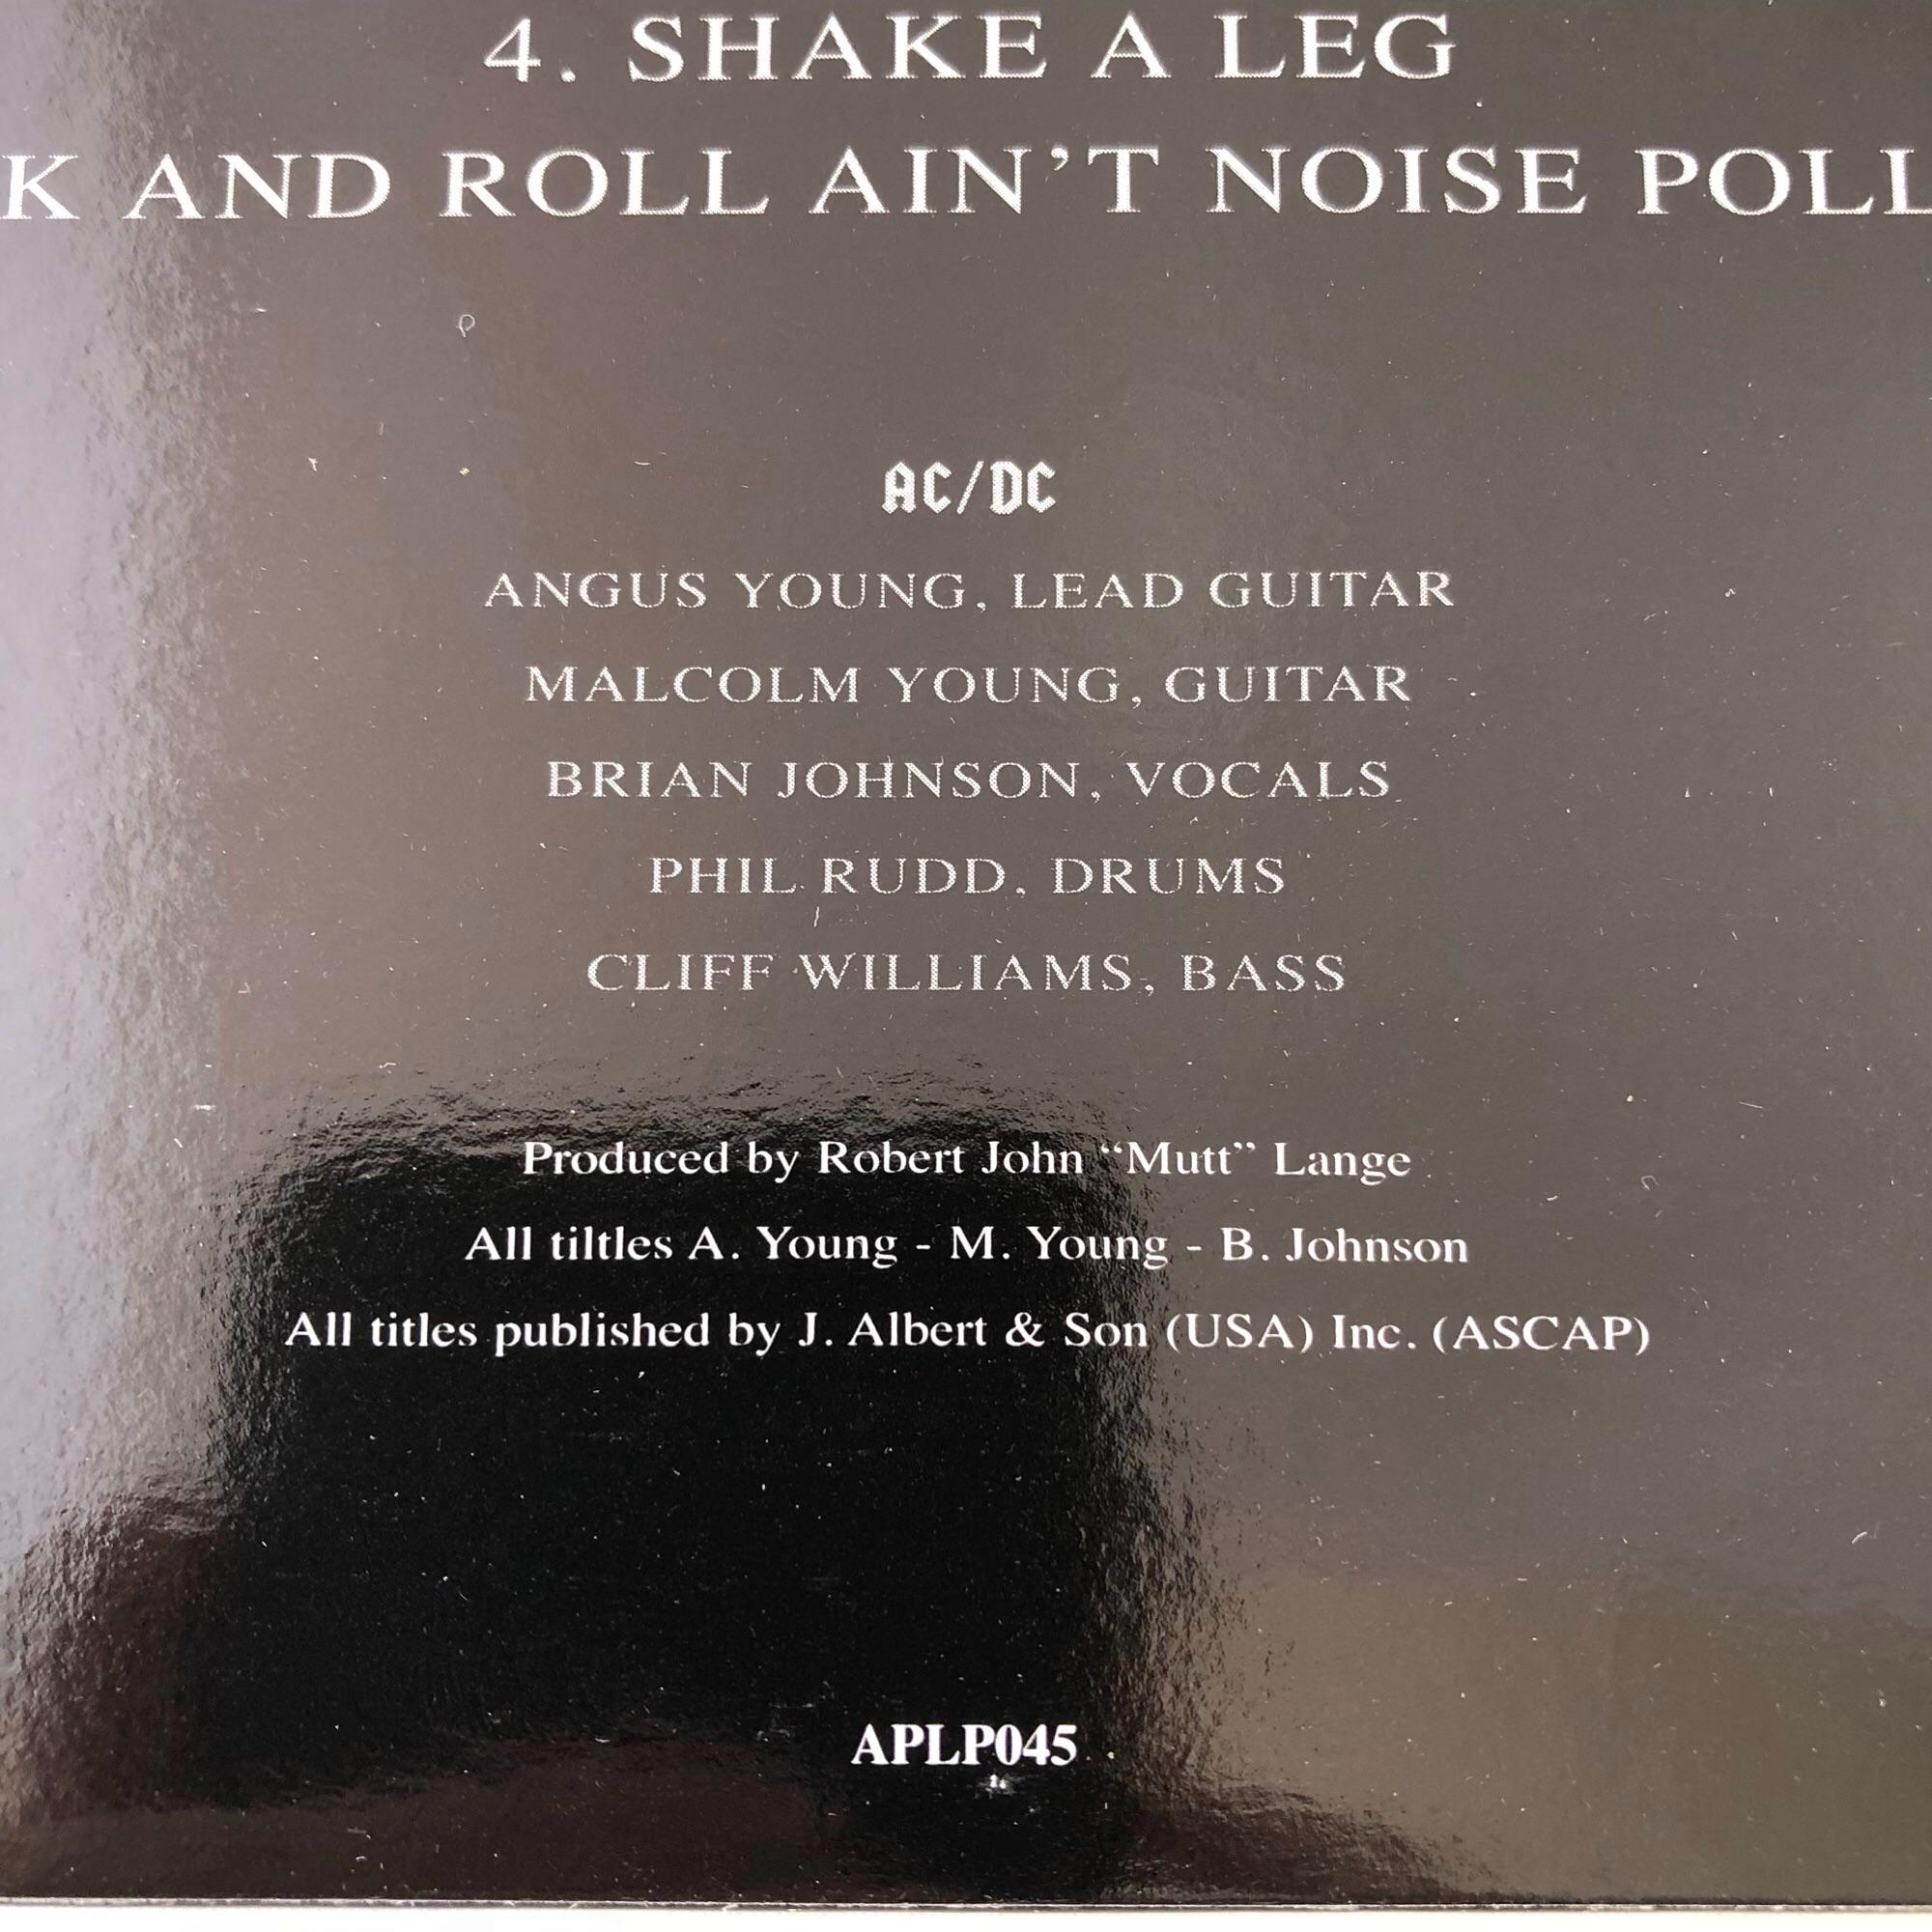 4. SHAKE A LEG
K AND ROLL AIN’T NOISE POLL
AC/DC
ANGUS YOUNG, LEAD GUITAR
MALCOLM YOUNG, GUITAR
BRIAN JOHNSON, VOCALS
PHIL RUDD, DRUMS
CLIFF WILLIAMS, BASS
Produced by Robert John “Mutt” Lange
All tiltles A. Young - M. Young - B. Johnson
All titles published by J. Albert & Son (USA) Inc. (ASCAP)
APLP045